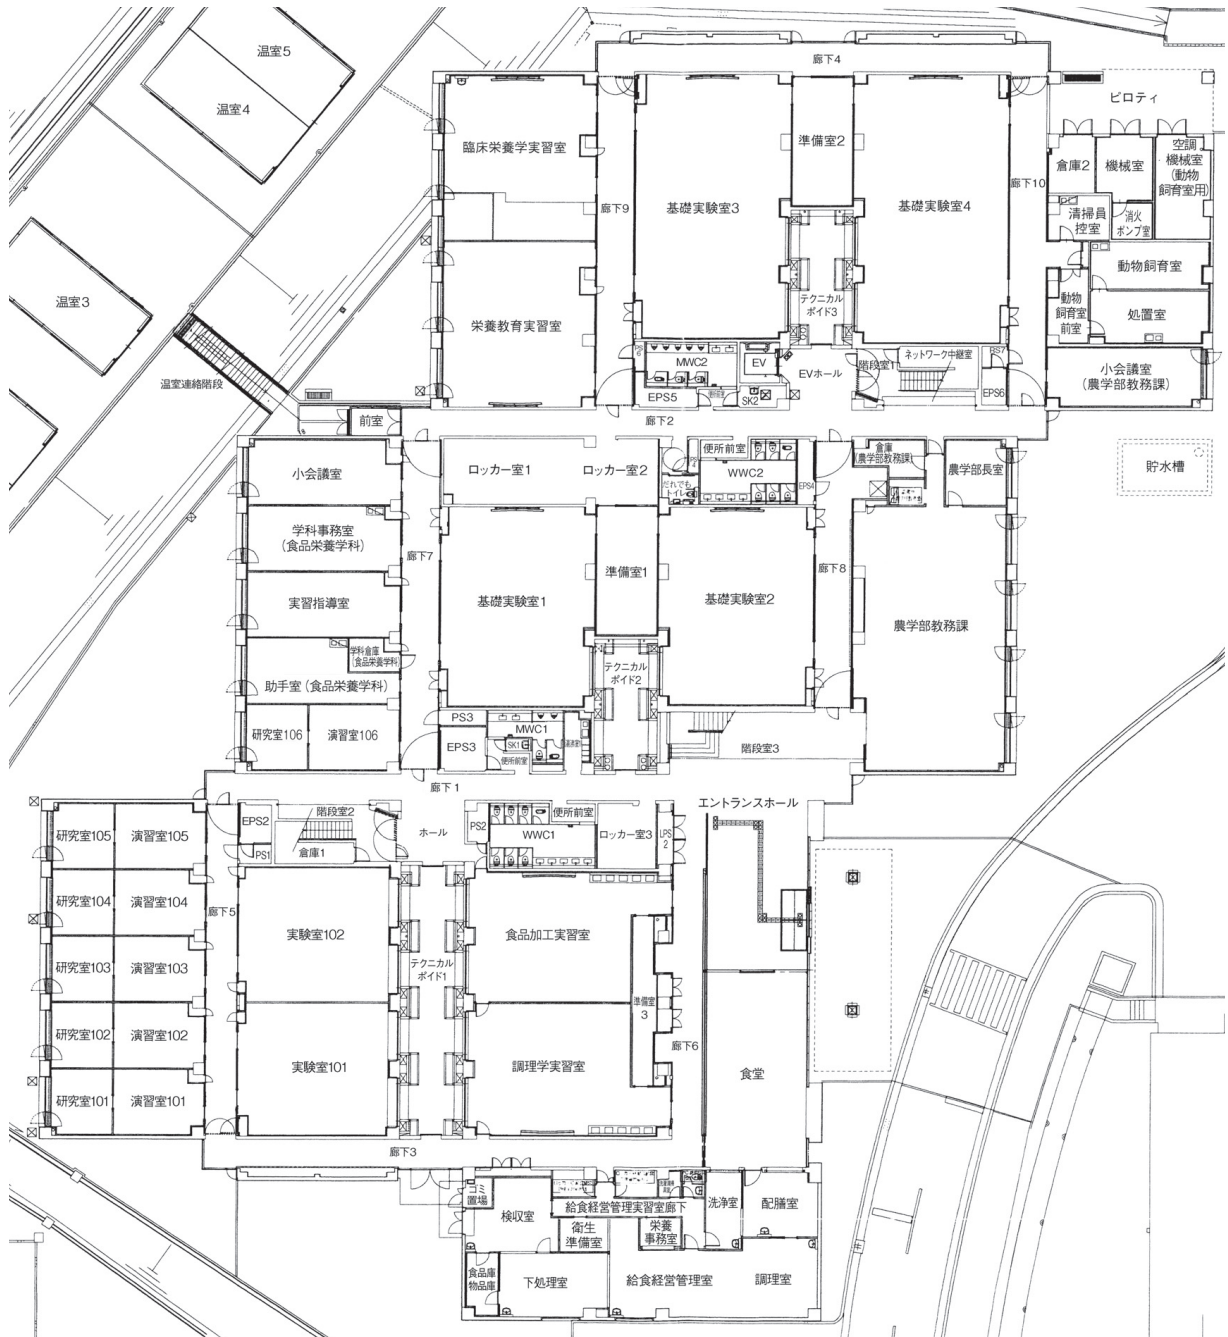 温室5
温室4
温室3
温室連絡階段
廊下4
ピロティ
臨床栄養学実習室
準備室2
倉庫2
機械室
空調
機械室
(動物
飼育室用)
廊下9
基礎実験室3
基礎実験室4
廊下10
清掃員
控室
消火
ポンプ室
動物飼育室
栄養教育実習室
テクニカル
ボイド3
動物
飼育室
前室
処置室
PS6
MWC2
EV
EVホール
階段室1
ネットワーク中継室
PS7
小会議室
(農学部教務課)
EPS5
便所前室
SK2
EPS6
前室
廊下2
小会議室
ロッカー室1
ロッカー室2
PS4
便所前室
WWC2
だれでも
トイレ
EPS4
倉庫
(農学部教務課)
農学部長室
貯水槽
学科事務室
(食品栄養学科)
廊下7
準備室1
廊下8
実習指導室
基礎実験室1
基礎実験室2
農学部教務課
学科倉庫
(食品栄養学科)
助手室(食品栄養学科)
テクニカル
ボイド2
研究室106
演習室106
PS3
MWC1
EPS3
SK1
便所前室
階段室3
廊下1
エントランスホール
研究室105
演習室105
EPS2
階段室2
PS1
倉庫1
ホール
PS2
便所前室
WWC1
ロッカー室3
LPS
2
研究室104
演習室104
廊下5
実験室102
食品加工実習室
研究室103
演習室103
テクニカル
ボイド1
準備室
3
研究室102
演習室102
廊下6
実験室101
調理学実習室
食堂
研究室101
演習室101
廊下3
ゴミ
置場
検収室
給食経営管理実習室廊下
洗浄室
配膳室
衛生
準備室
栄養
事務室
食品庫
物品庫
下処理室
給食経営管理室
調理室